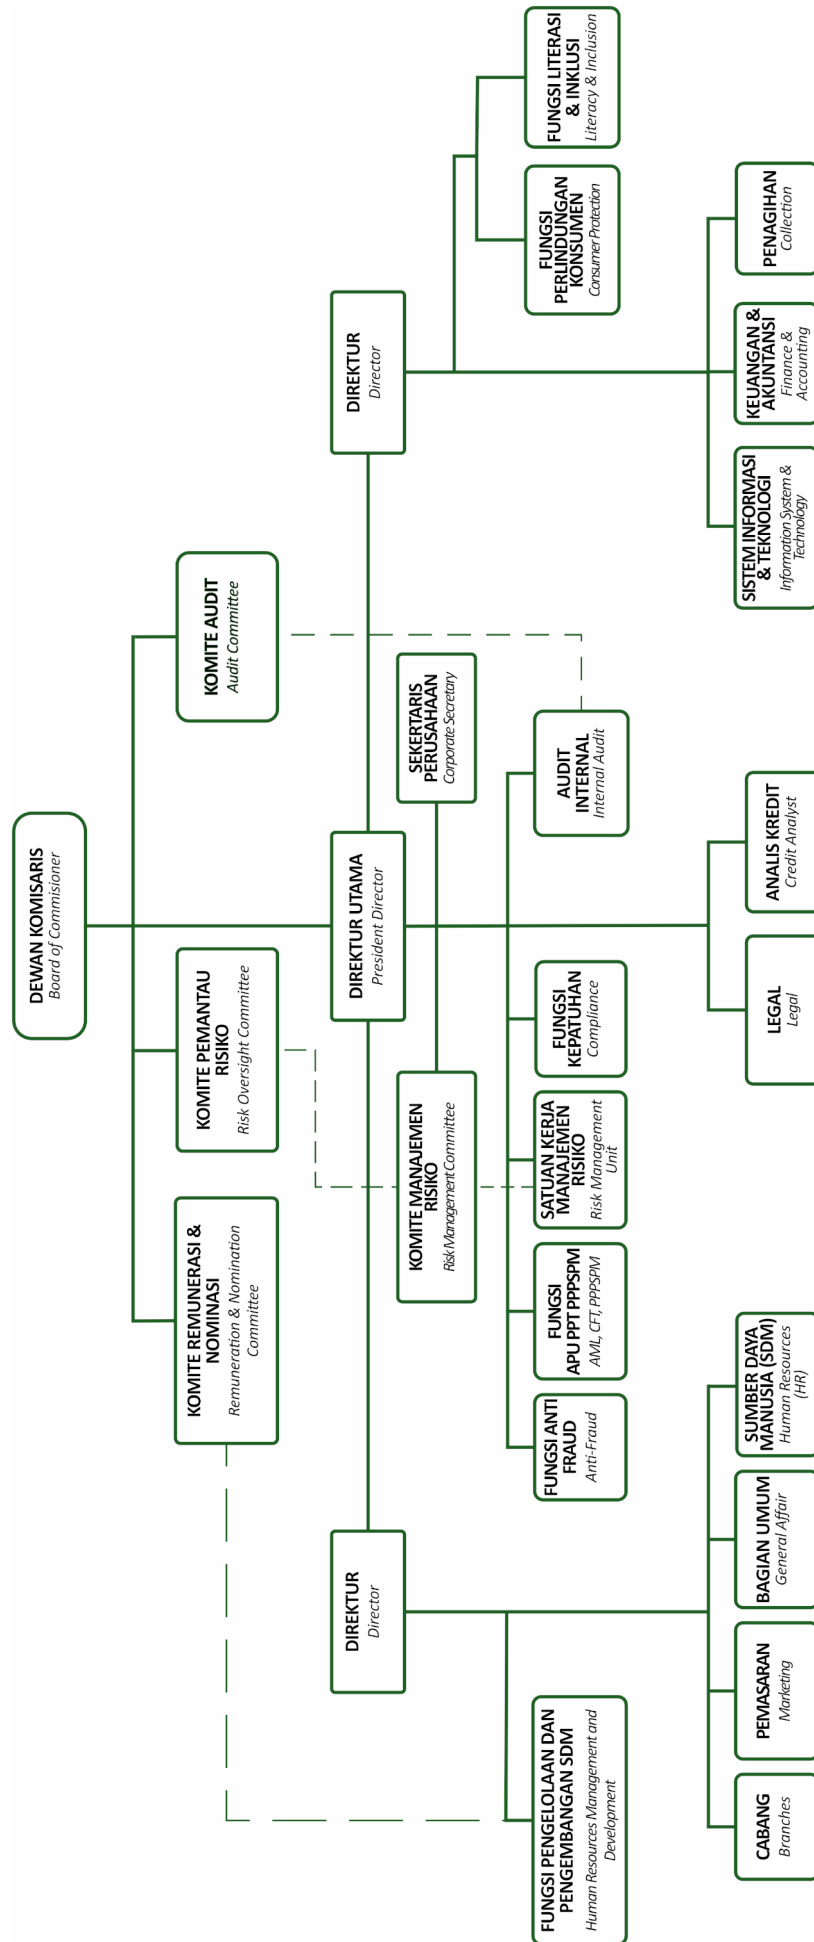 DEWAN KOMISARIS
Board of Commisioner
KOMITE REMUNERASI &
NOMINASI
Remuneration & Nomination
Committee
KOMITE PEMANTAU
RISIKO
Risk Oversight Committee
KOMITE AUDIT
Audit Committee
DIREKTUR
Director
DIREKTUR UTAMA
President Director
DIREKTUR
Director
KOMITE MANAJEMEN
RISIKO
Risk Management Committee
SEKERTARIS
PERUSAHAAN
Corporate Secretary
FUNGSI PENGELOLAAN DAN
PENGEMBANGAN SDM
Human Resources Management and
Development
FUNGSI ANTI
FRAUD
Anti-Fraud
FUNGSI
APU PPT PPPSPM
AML, CFT, PPPSPM
SATUAN KERJA
MANAJEMEN
RISIKO
Risk Management
Unit
FUNGSI
KEPATUHAN
Compliance
AUDIT
INTERNAL
Internal Audit
FUNGSI
PERLINDUNGAN
KONSUMEN
Consumer Protection
FUNGSI LITERASI
& INKLUSI
Literacy & Inclusion
CABANG
Branches
PEMASARAN
Marketing
BAGIAN UMUM
General Affair
SUMBER DAYA
MANUSIA (SDM)
Human Resources
(HR)
LEGAL
Legal
ANALIS KREDIT
Credit Analyst
SISTEM INFORMASI
& TEKNOLOGI
Information System &
Technology
KEUANGAN &
AKUNTANSI
Finance &
Accounting
PENAGIHAN
Collection